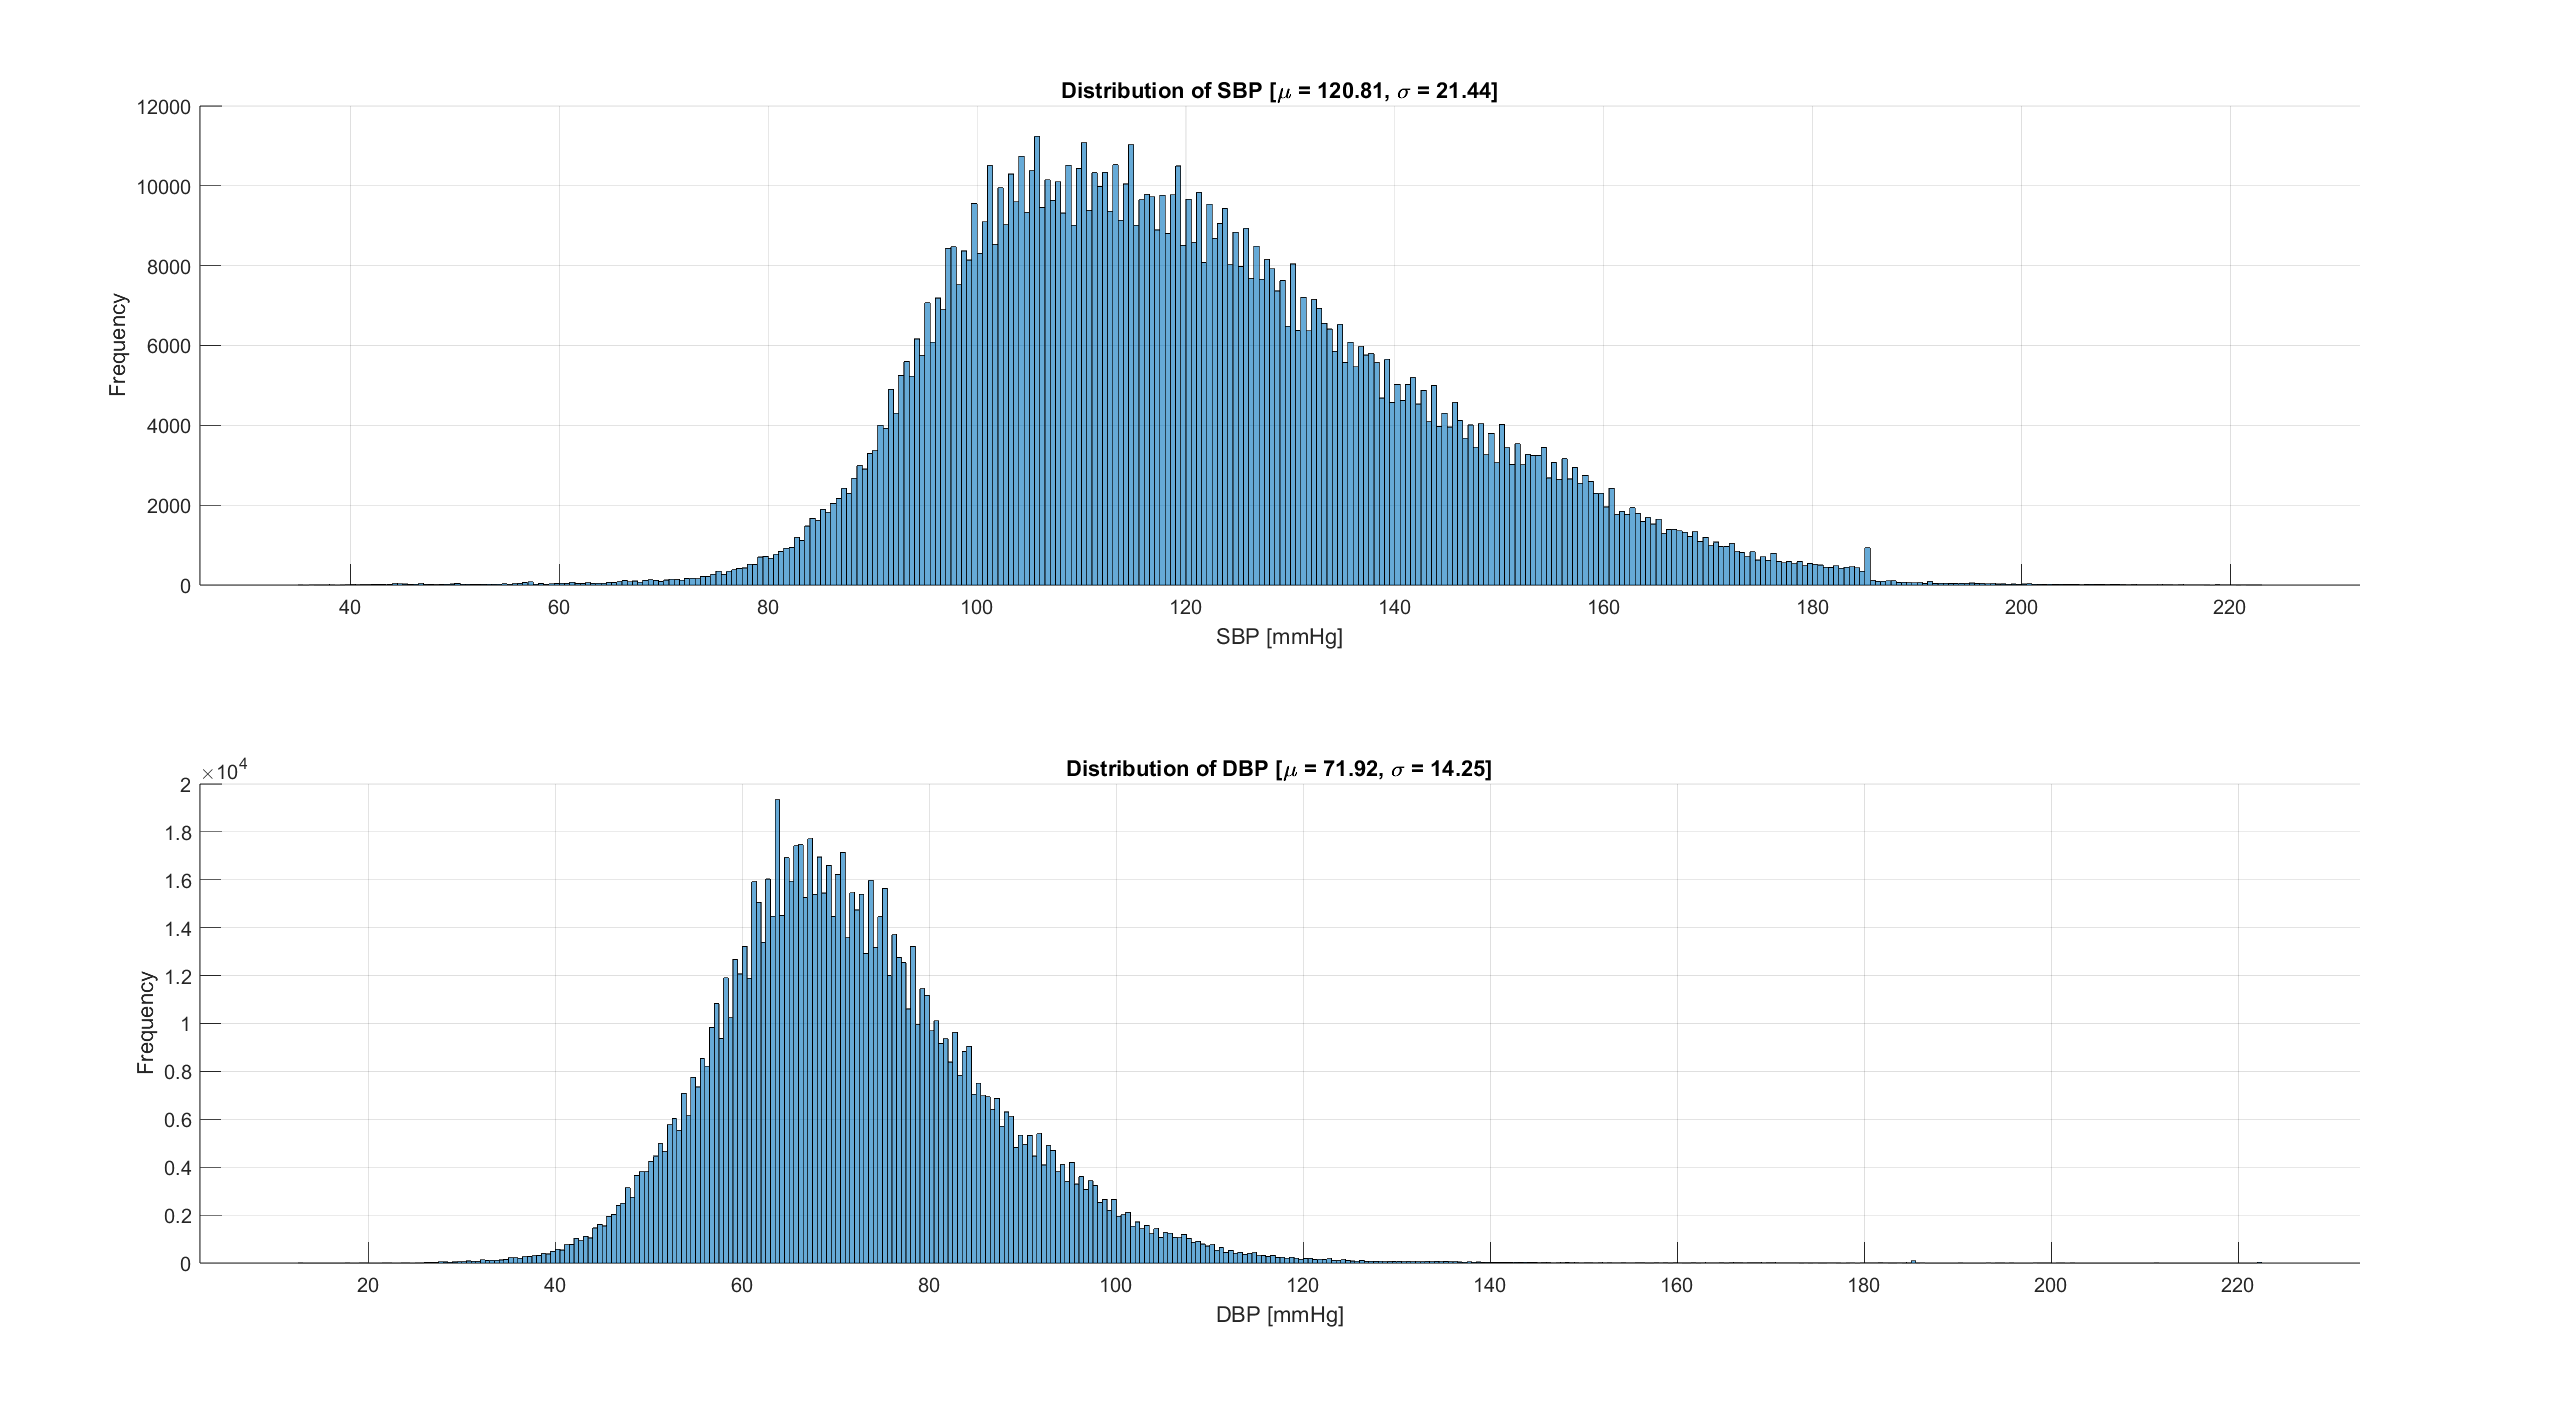 Distribution of SBP [μ = 120.81, σ = 21.44]
12000
10000
8000
6000
4000
2000
0
Frequency
40 60 80 100 120 140 160 180 200 220
SBP [mmHg]
Distribution of DBP [μ = 71.92, σ = 14.25]
×10⁴
2
1.8
1.6
1.4
1.2
1
0.8
0.6
0.4
0.2
0
Frequency
20 40 60 80 100 120 140 160 180 200 220
DBP [mmHg]